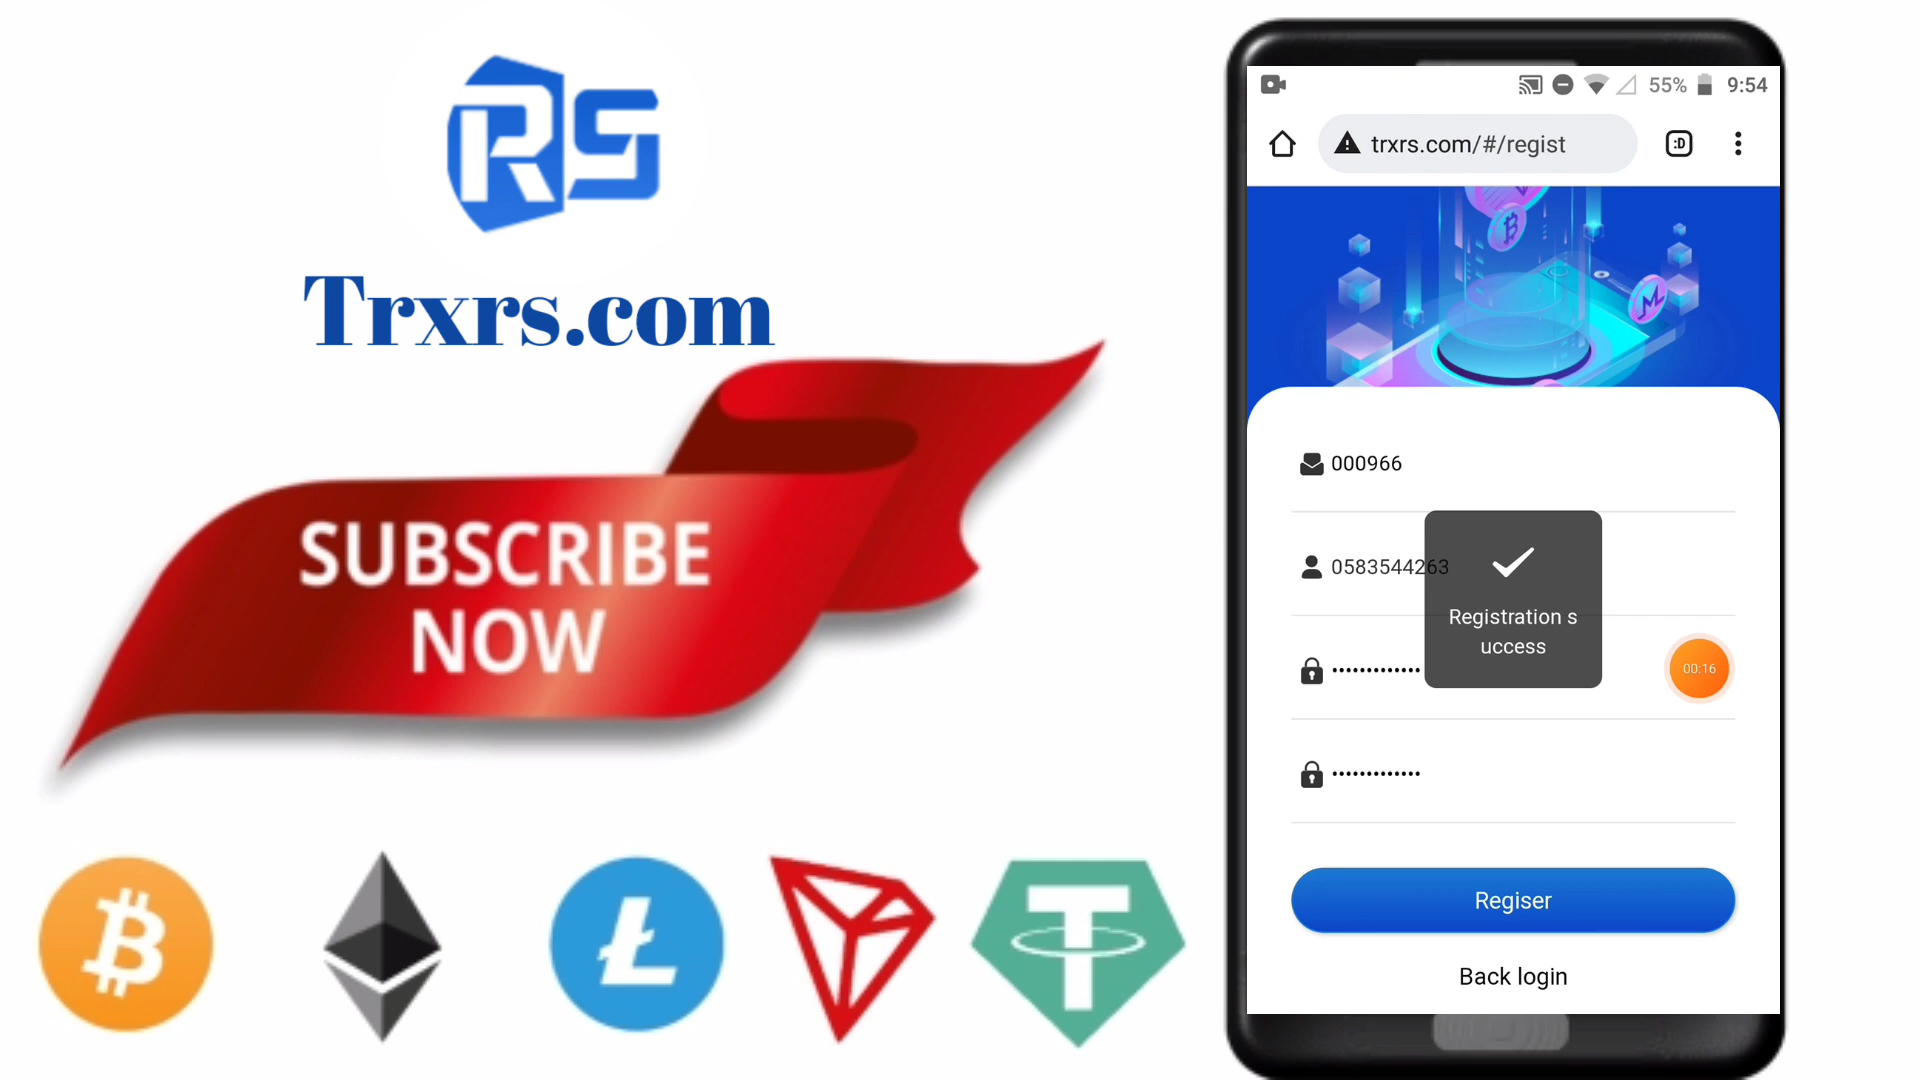 RS
Trxrs.com
SUBSCRIBE
NOW
55% 9:54
trxrs.com/#/regist
:D
000966
0583544263
Registration s
uccess
•••••••••••••
00:16
•••••••••••••
Regiser
Back login